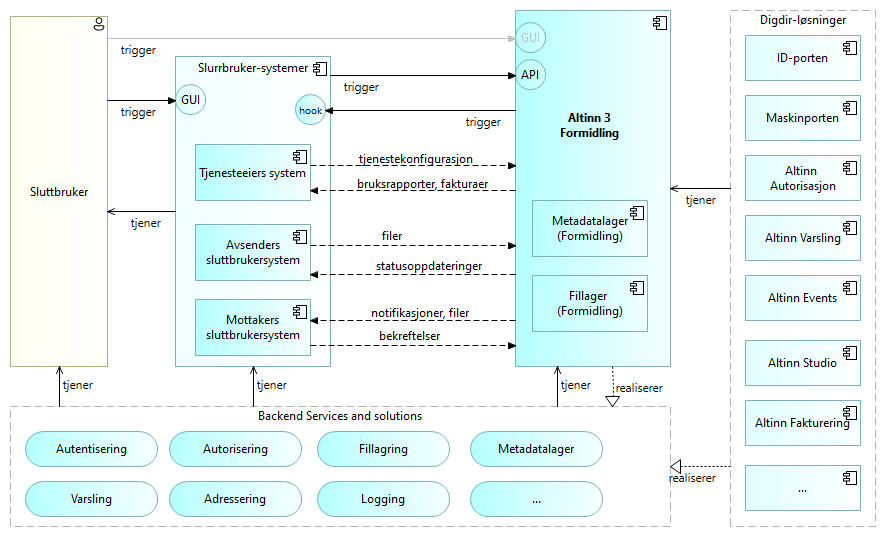 Digdir-løsninger
GUI
trigger
ID-porten
Slurrbruker-systemer
API
trigger
GUI
hook
trigger
trigger
Altinn 3
Formidling
Maskinporten
tjenestekonfigurasjon
Tjenesteeiers system
bruksrapporter, fakturaer
Altinn
Autorisasjon
Sluttbruker
tjener
tjener
Metadatalager
(Formidling)
Altinn Varsling
Avsenders
sluttbrukersystem
filer
statusoppdateringer
Altinn Events
Fillager
(Formidling)
Mottakers
sluttbrukersystem
notifikasjoner, filer
bekreftelser
Altinn Studio
tjener
tjener
tjener
realiserer
Backend Services and solutions
Altinn Fakturering
Autentisering
Autorisering
Fillagring
Metadatalager
realiserer
Varsling
Adressering
Logging
...
...